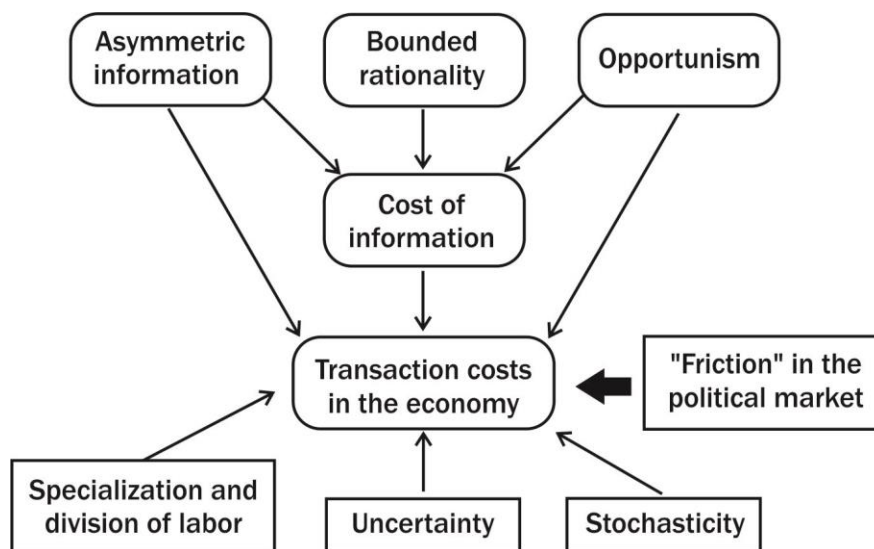 Asymmetric
information
Bounded
rationality
Opportunism
Cost of
information
Transaction costs
in the economy
"Friction" in the
political market
Specialization and
division of labor
Uncertainty
Stochasticity